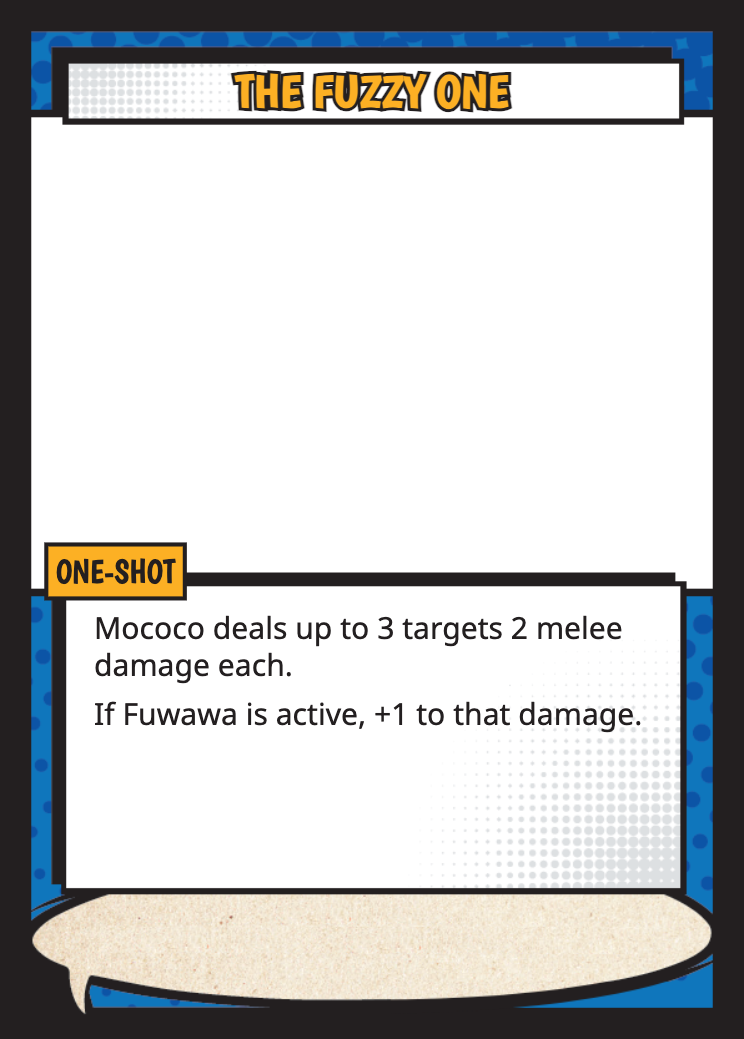 THE FUZZY ONE
ONE-SHOT
Mococo deals up to 3 targets 2 melee
damage each.
If Fuwawa is active, +1 to that damage.